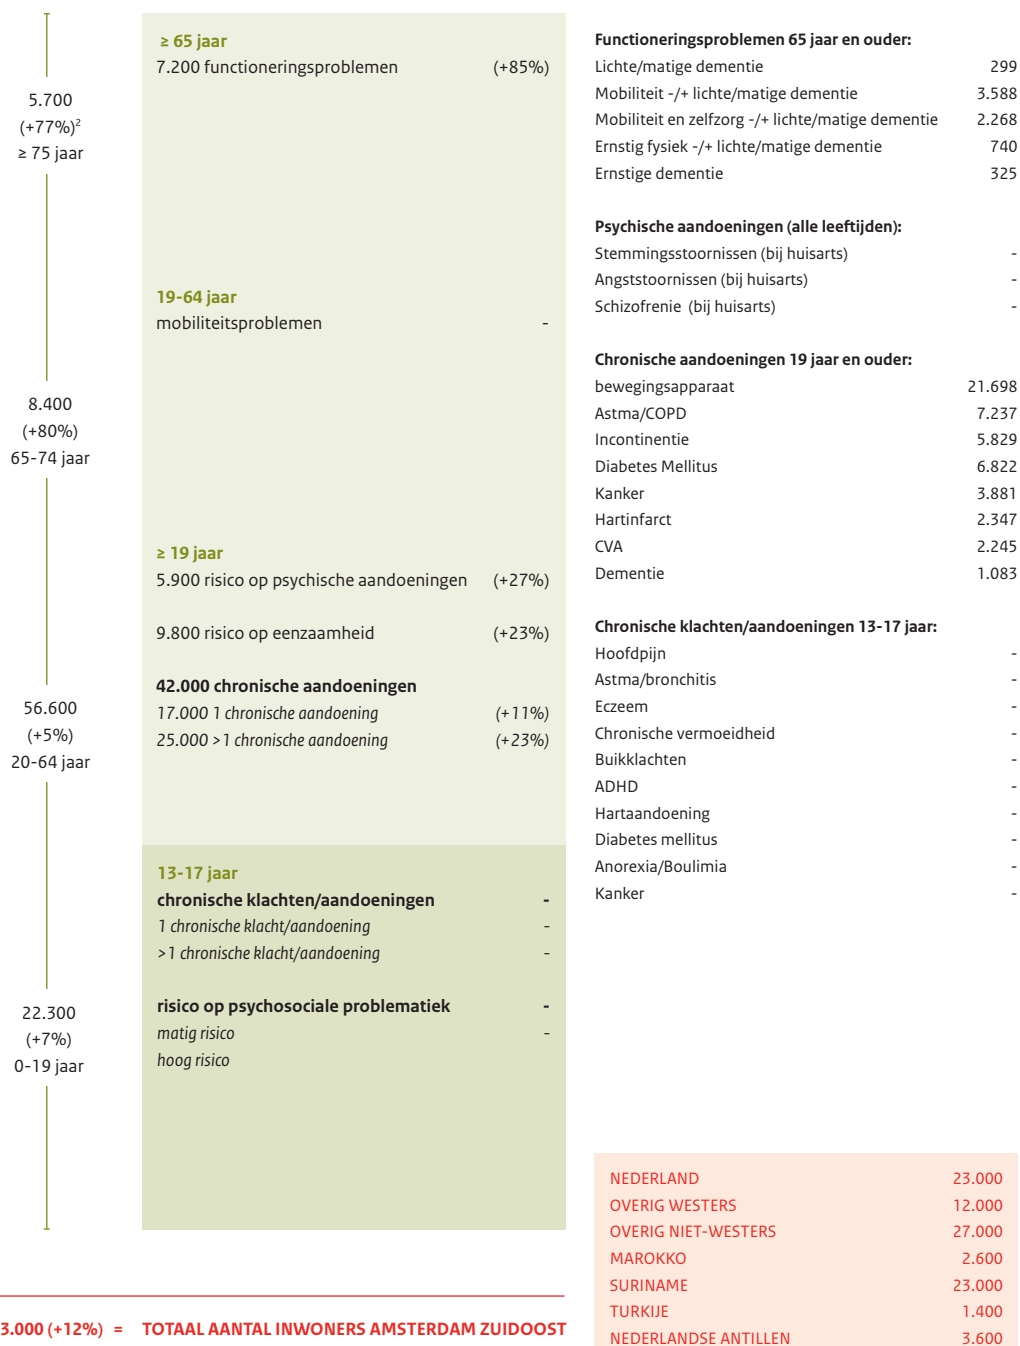 5.700
(+77%)²
≥ 75 jaar
8.400
(+80%)
65-74 jaar
56.600
(+5%)
20-64 jaar
22.300
(+7%)
0-19 jaar
≥ 65 jaar
7.200 functioneringsproblemen (+85%)
19-64 jaar
mobiliteitsproblemen -
≥ 19 jaar
5.900 risico op psychische aandoeningen (+27%)
9.800 risico op eenzaamheid (+23%)
42.000 chronische aandoeningen
17.000 1 chronische aandoening (+11%)
25.000 >1 chronische aandoening (+23%)
13-17 jaar
chronische klachten/aandoeningen -
1 chronische klacht/aandoening -
>1 chronische klacht/aandoening -
risico op psychosociale problematiek -
matig risico -
hoog risico
3.000 (+12%) = TOTAAL AANTAL INWONERS AMSTERDAM ZUIDOOST
Functioneringsproblemen 65 jaar en ouder:
Lichte/matige dementie 299
Mobiliteit -/+ lichte/matige dementie 3.588
Mobiliteit en zelfzorg -/+ lichte/matige dementie 2.268
Ernstig fysiek -/+ lichte/matige dementie 740
Ernstige dementie 325
Psychische aandoeningen (alle leeftijden):
Stemmingsstoornissen (bij huisarts) -
Angststoornissen (bij huisarts) -
Schizofrenie (bij huisarts) -
Chronische aandoeningen 19 jaar en ouder:
bewegingsapparaat 21.698
Astma/COPD 7.237
Incontinentie 5.829
Diabetes Mellitus 6.822
Kanker 3.881
Hartinfarct 2.347
CVA 2.245
Dementie 1.083
Chronische klachten/aandoeningen 13-17 jaar:
Hoofdpijn -
Astma/bronchitis -
Eczeem -
Chronische vermoeidheid -
Buikklachten -
ADHD -
Hartaandoening -
Diabetes mellitus -
Anorexia/Boulimia -
Kanker -
NEDERLAND 23.000
OVERIG WESTERS 12.000
OVERIG NIET-WESTERS 27.000
MAROKKO 2.600
SURINAME 23.000
TURKIJE 1.400
NEDERLANDSE ANTILLEN 3.600